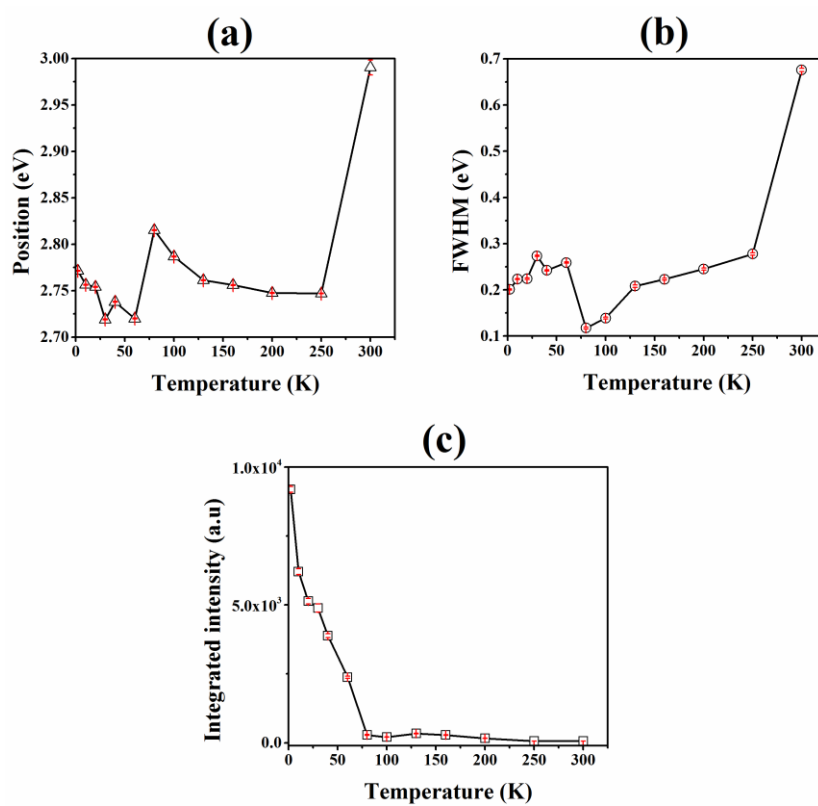 (a)
3.00
2.95
2.90
2.85
2.80
2.75
2.70
Position (eV)
0 50 100 150 200 250 300
Temperature (K)
(b)
0.7
0.6
0.5
0.4
0.3
0.2
0.1
FWHM (eV)
0 50 100 150 200 250 300
Temperature (K)
(c)
1.0x10⁴
5.0x10³
0.0
Integrated intensity (a.u)
0 50 100 150 200 250 300
Temperature (K)